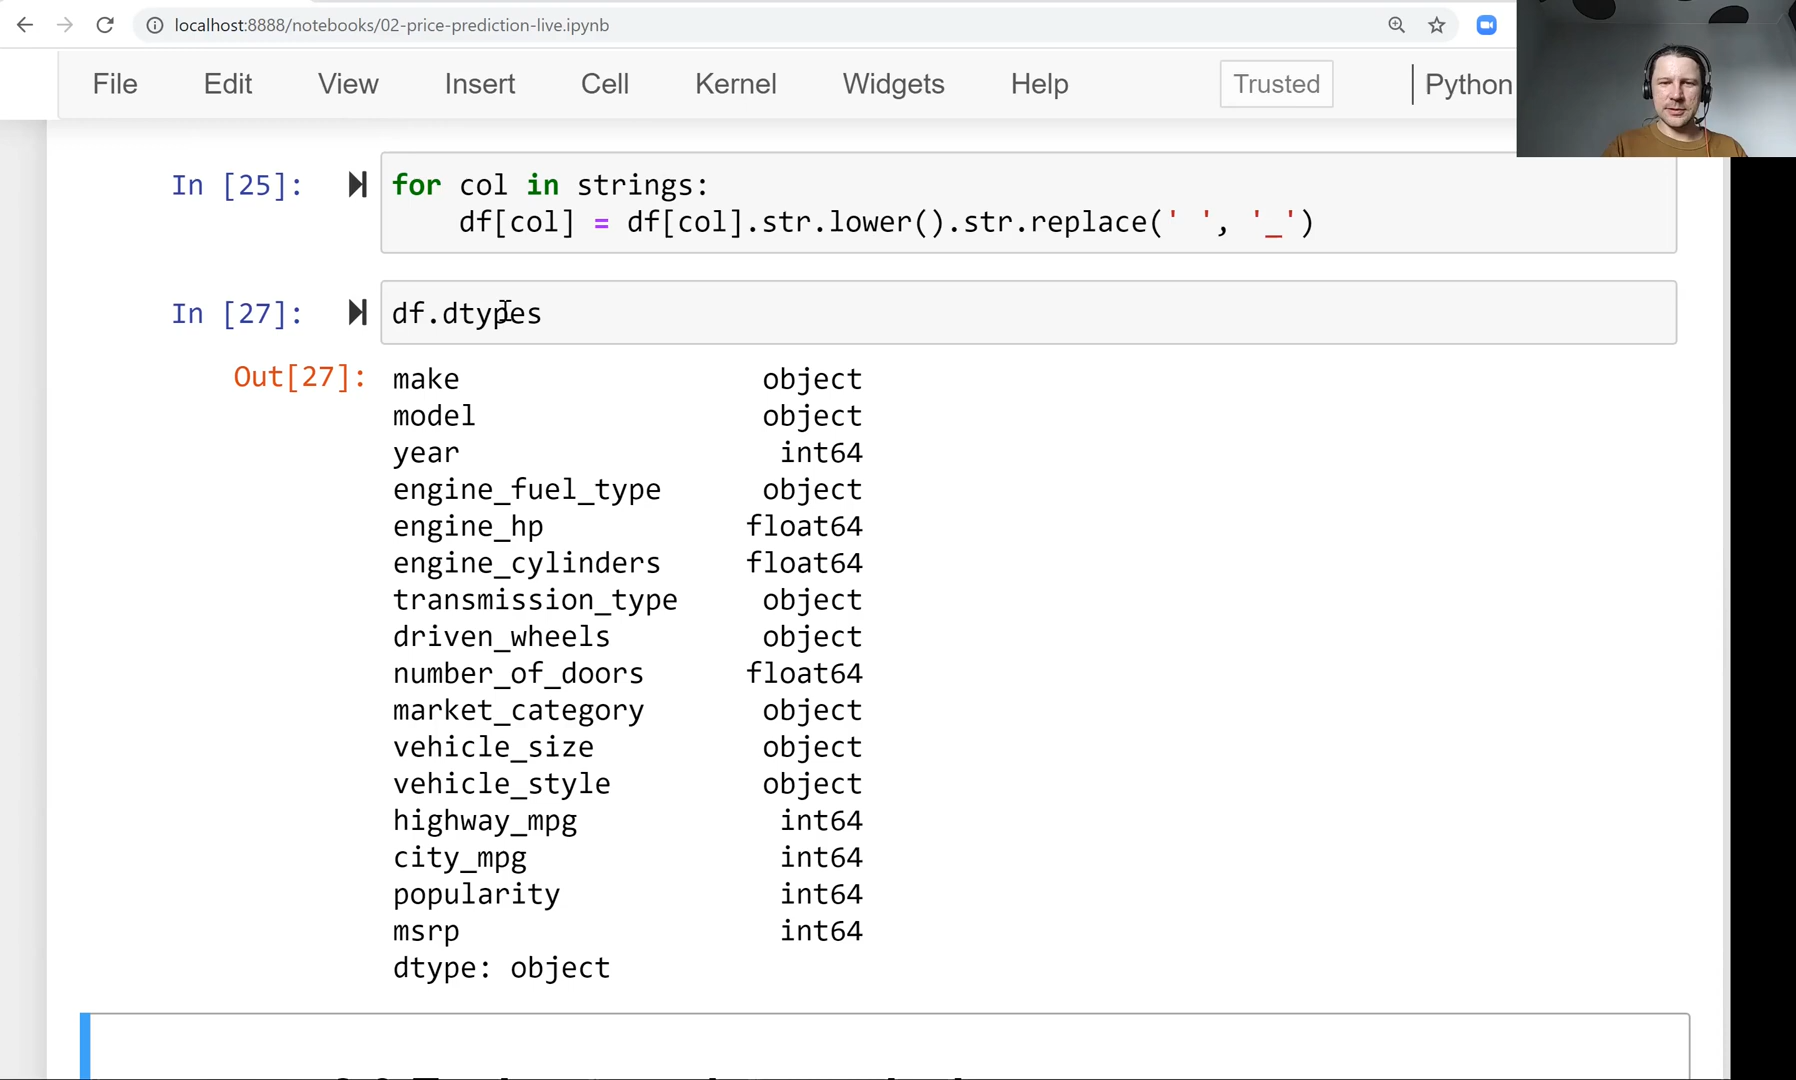 localhost:8888/notebooks/02-price-prediction-live.ipynb
File Edit View Insert Cell Kernel Widgets Help Trusted Python
In [25]: for col in strings:
df[col] = df[col].str.lower().str.replace(' ', '_')
In [27]: df.dtypes
Out[27]: make object
model object
year int64
engine_fuel_type object
engine_hp float64
engine_cylinders float64
transmission_type object
driven_wheels object
number_of_doors float64
market_category object
vehicle_size object
vehicle_style object
highway_mpg int64
city_mpg int64
popularity int64
msrp int64
dtype: object